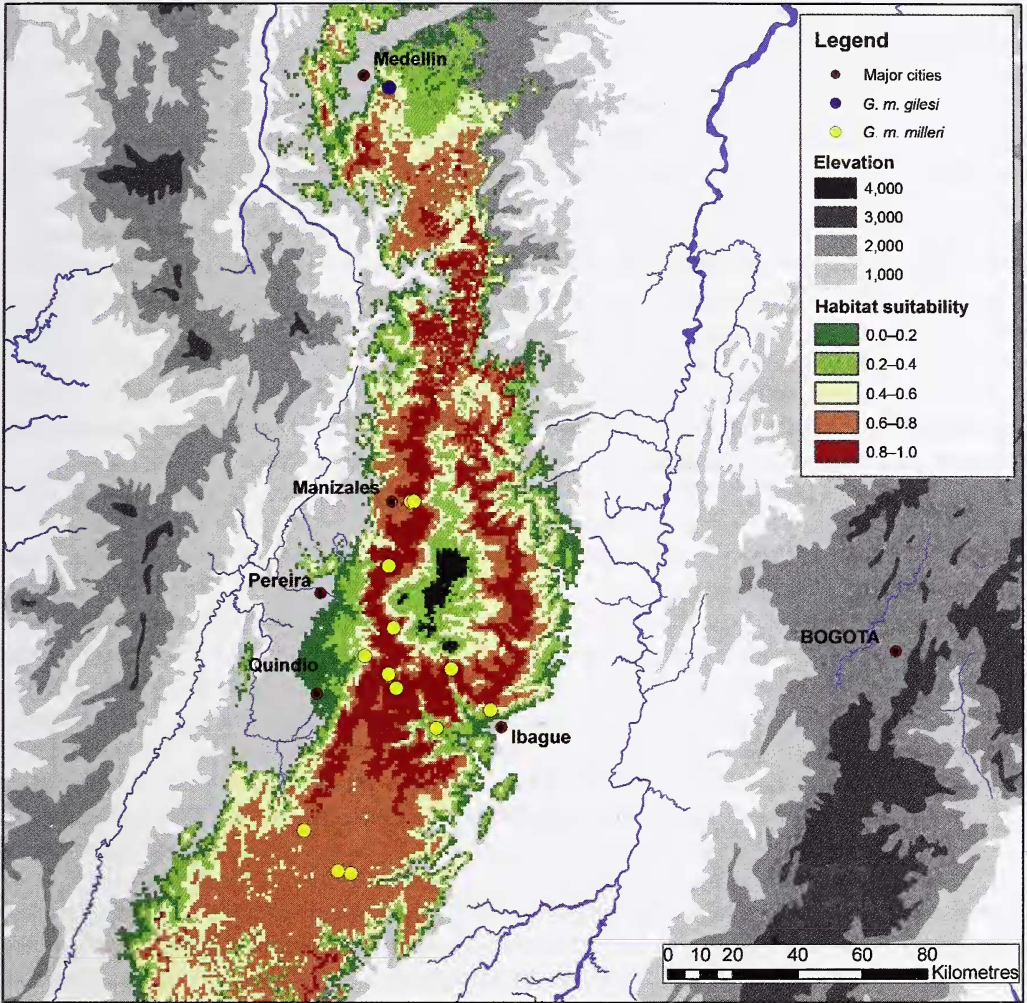 Medellin
Legend
Major cities
G. m. gilesi
G. m. milleri
Elevation
4,000
3,000
2,000
1,000
Habitat suitability
0.0–0.2
0.2–0.4
0.4–0.6
0.6–0.8
0.8–1.0
Manizales
Pereira
BOGOTA
Quindio
Ibague
0 10 20 40 60 80
Kilometres